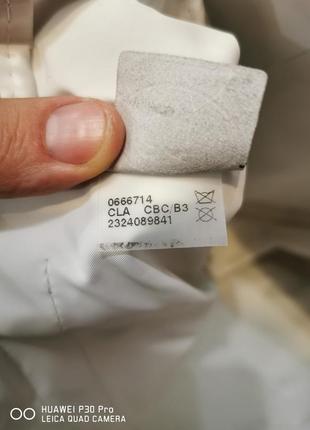 0666714
CLA CBC/B3
2324089841
HUAWEI P30 Pro
LEICA QUAD CAMERA